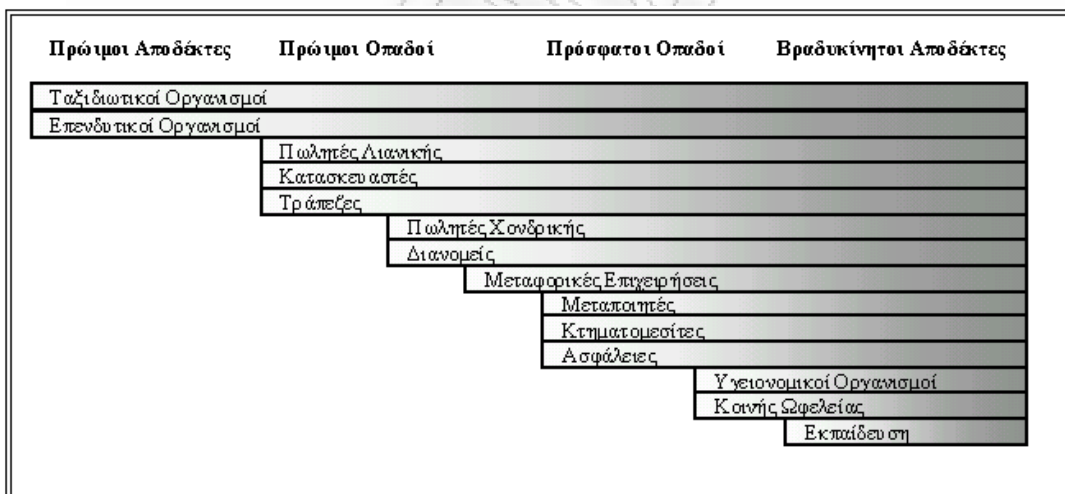 Πρώιμοι Αποδέκτες Πρώιμοι Οπαδοί Πρόσφατοι Οπαδοί Βραδυκίνητοι Αποδέκτες
Ταξιδιωτικοί Οργανισμοί
Επενδυτικοί Οργανισμοί
Πωλητές Λιανικής
Κατασκευαστές
Τράπεζες
Πωλητές Χονδρικής
Διανομείς
Μεταφορικές Επιχειρήσεις
Μεταποιητές
Κτηματομεσίτες
Ασφάλειες
Υγειονομικοί Οργανισμοί
Κοινής Ωφελείας
Εκπαίδευση